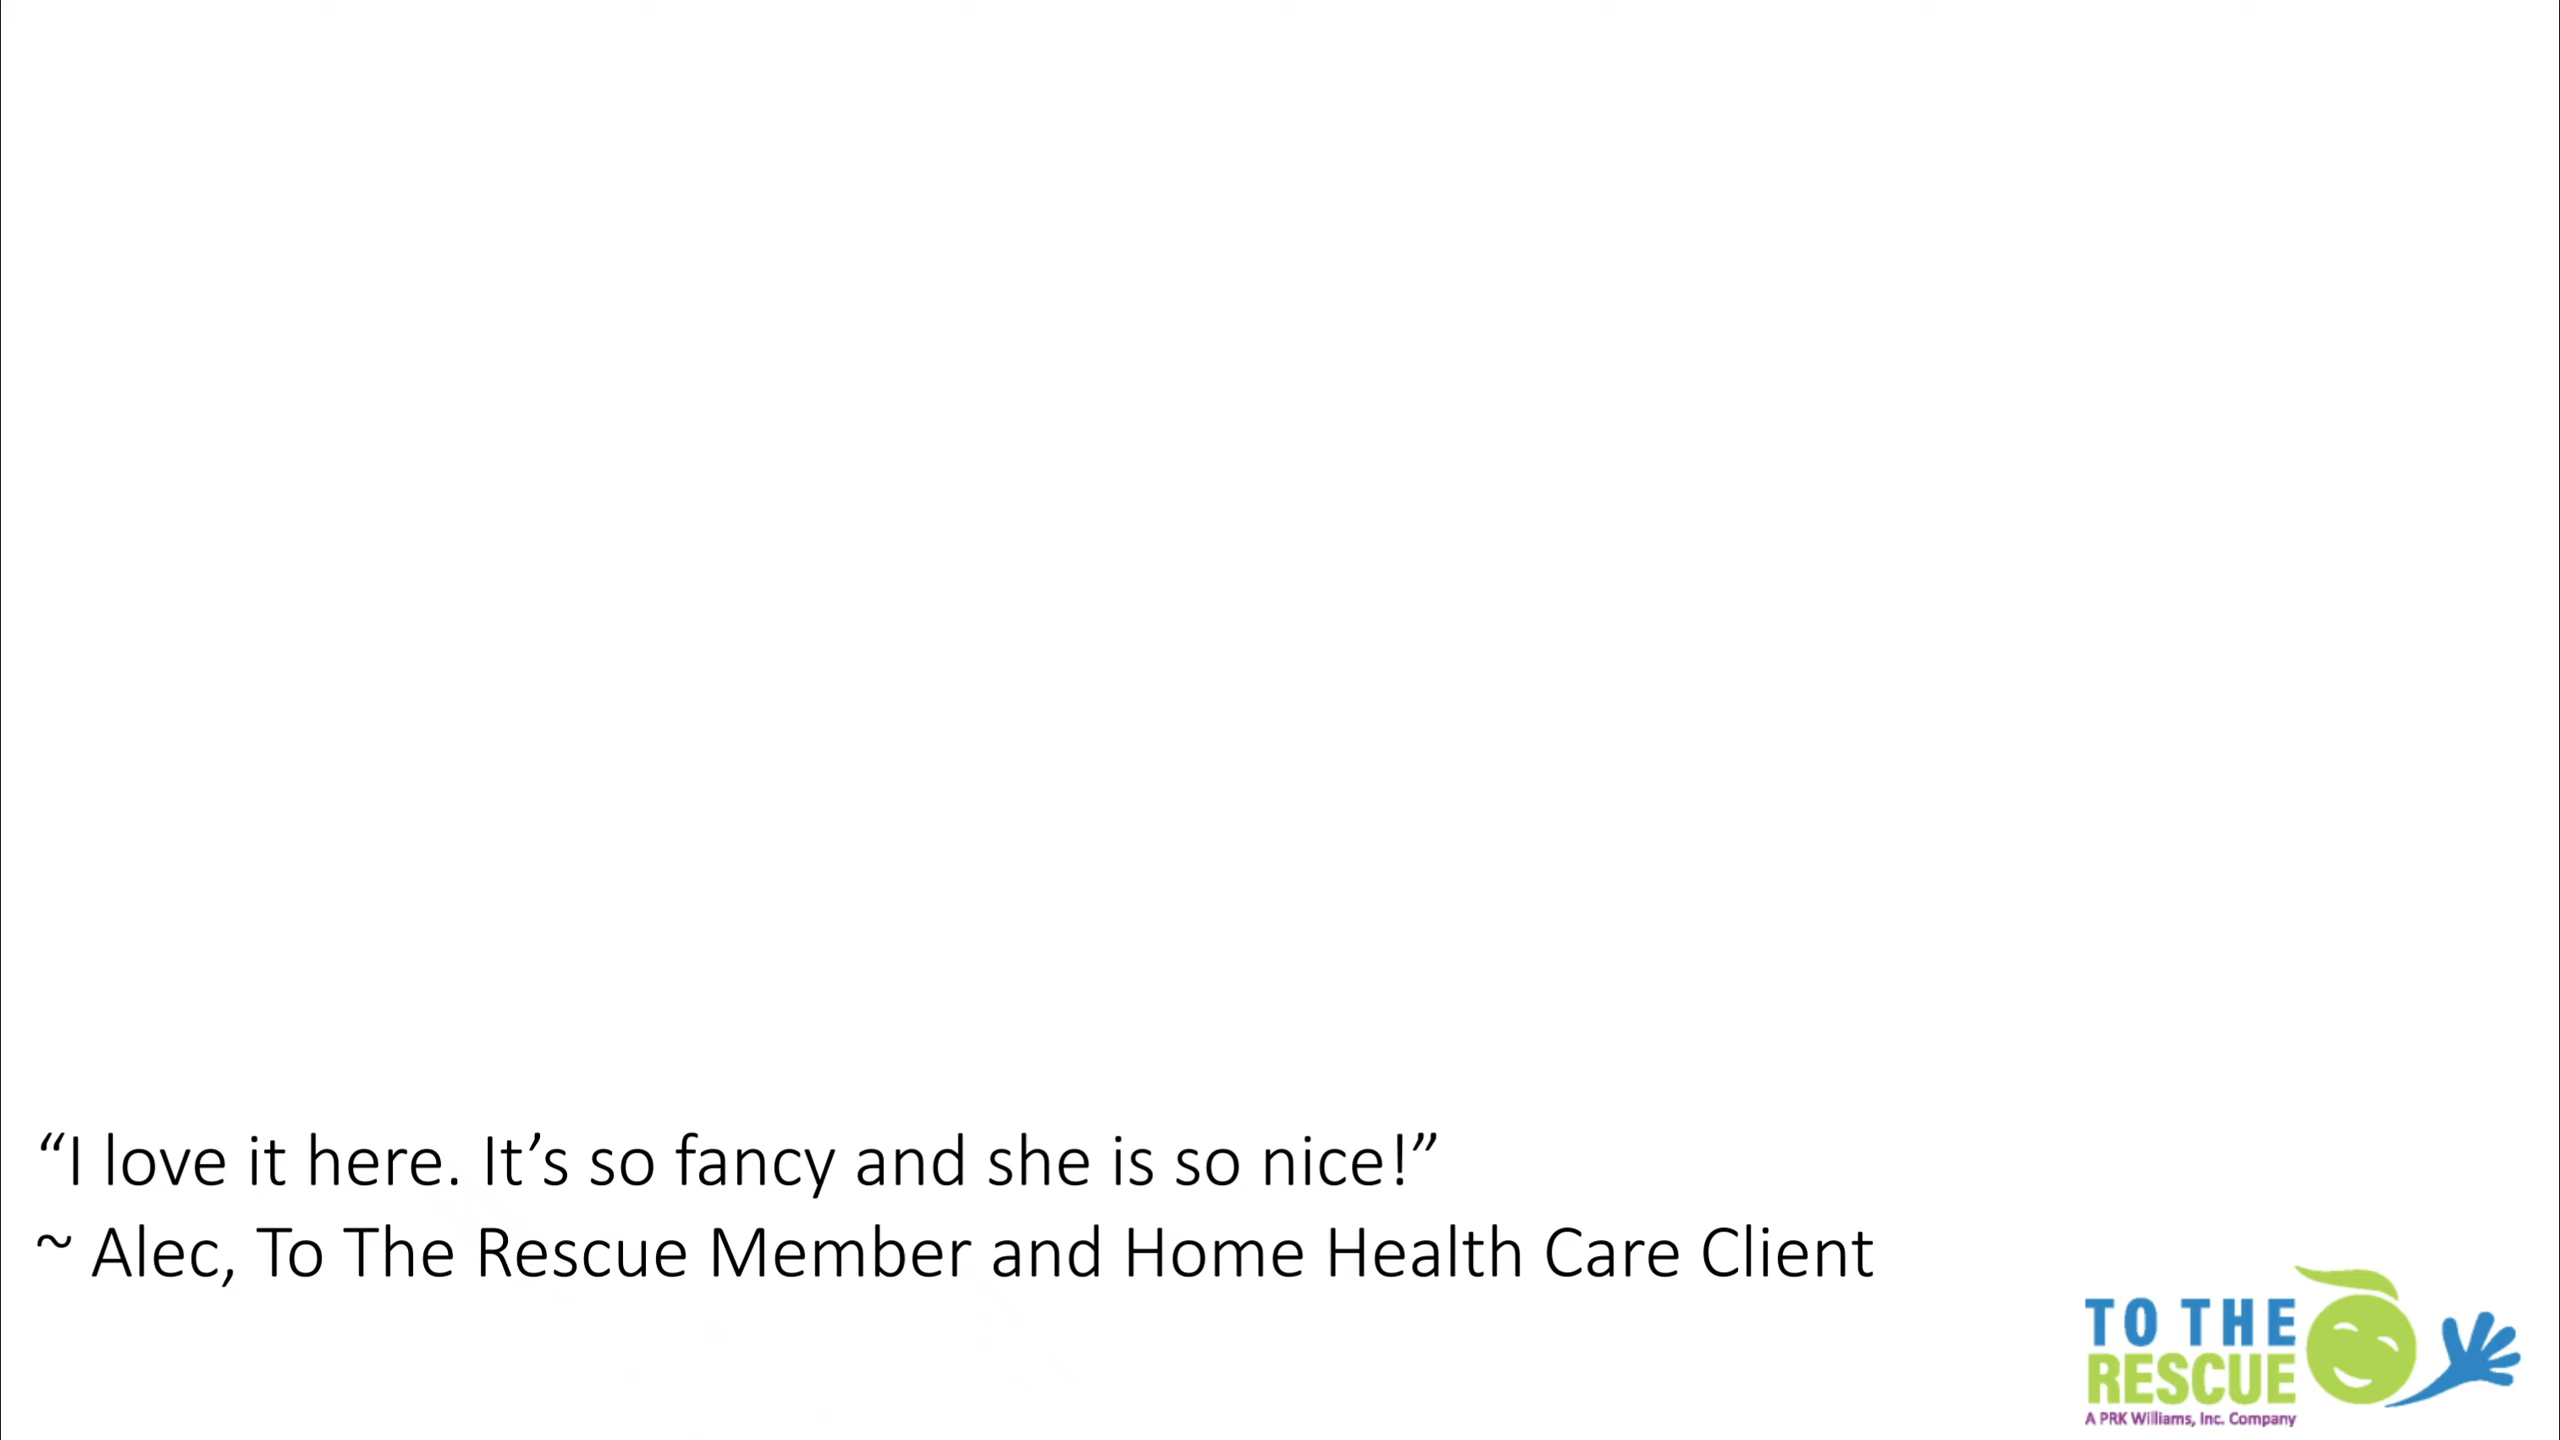 “I love it here. It’s so fancy and she is so nice!”
~ Alec, To The Rescue Member and Home Health Care Client
TO THE
RESCUE
A PRK Williams, Inc. Company